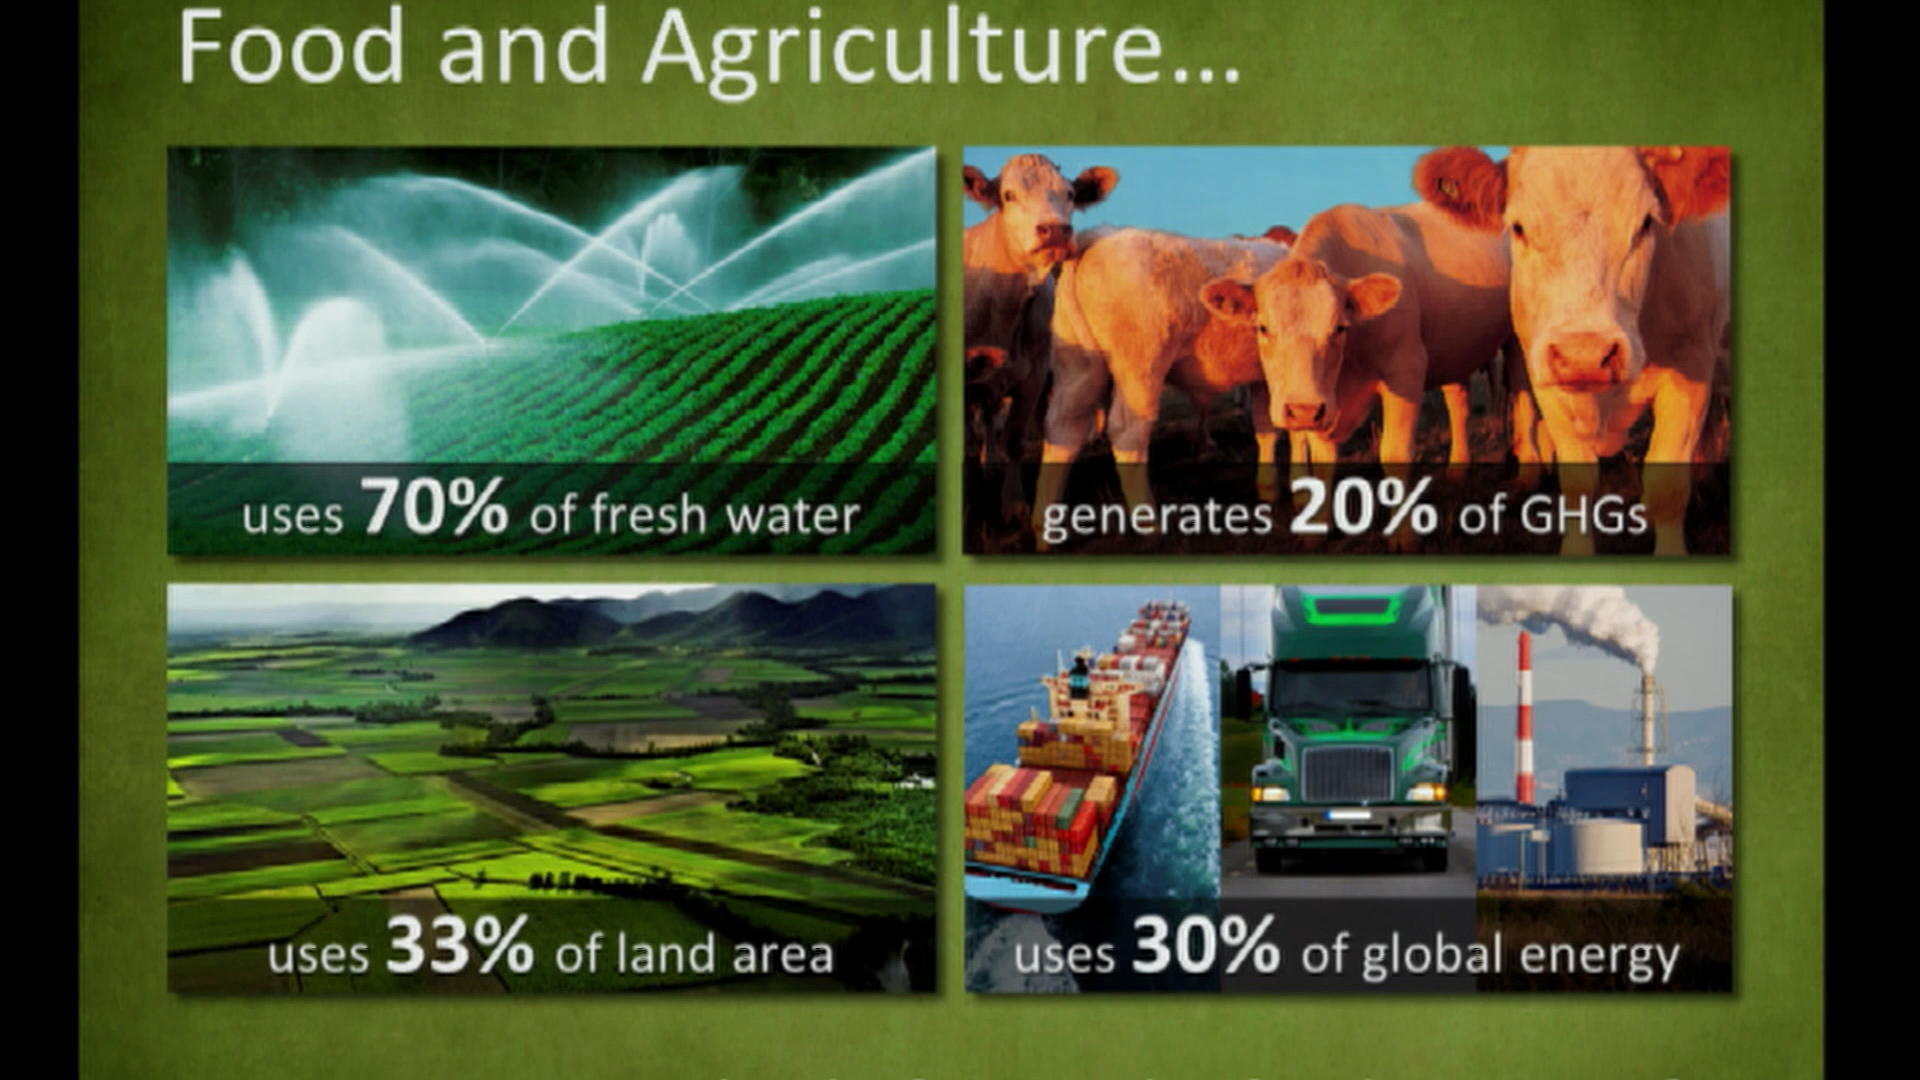 Food and Agriculture...
uses 70% of fresh water
generates 20% of GHGs
uses 33% of land area
uses 30% of global energy